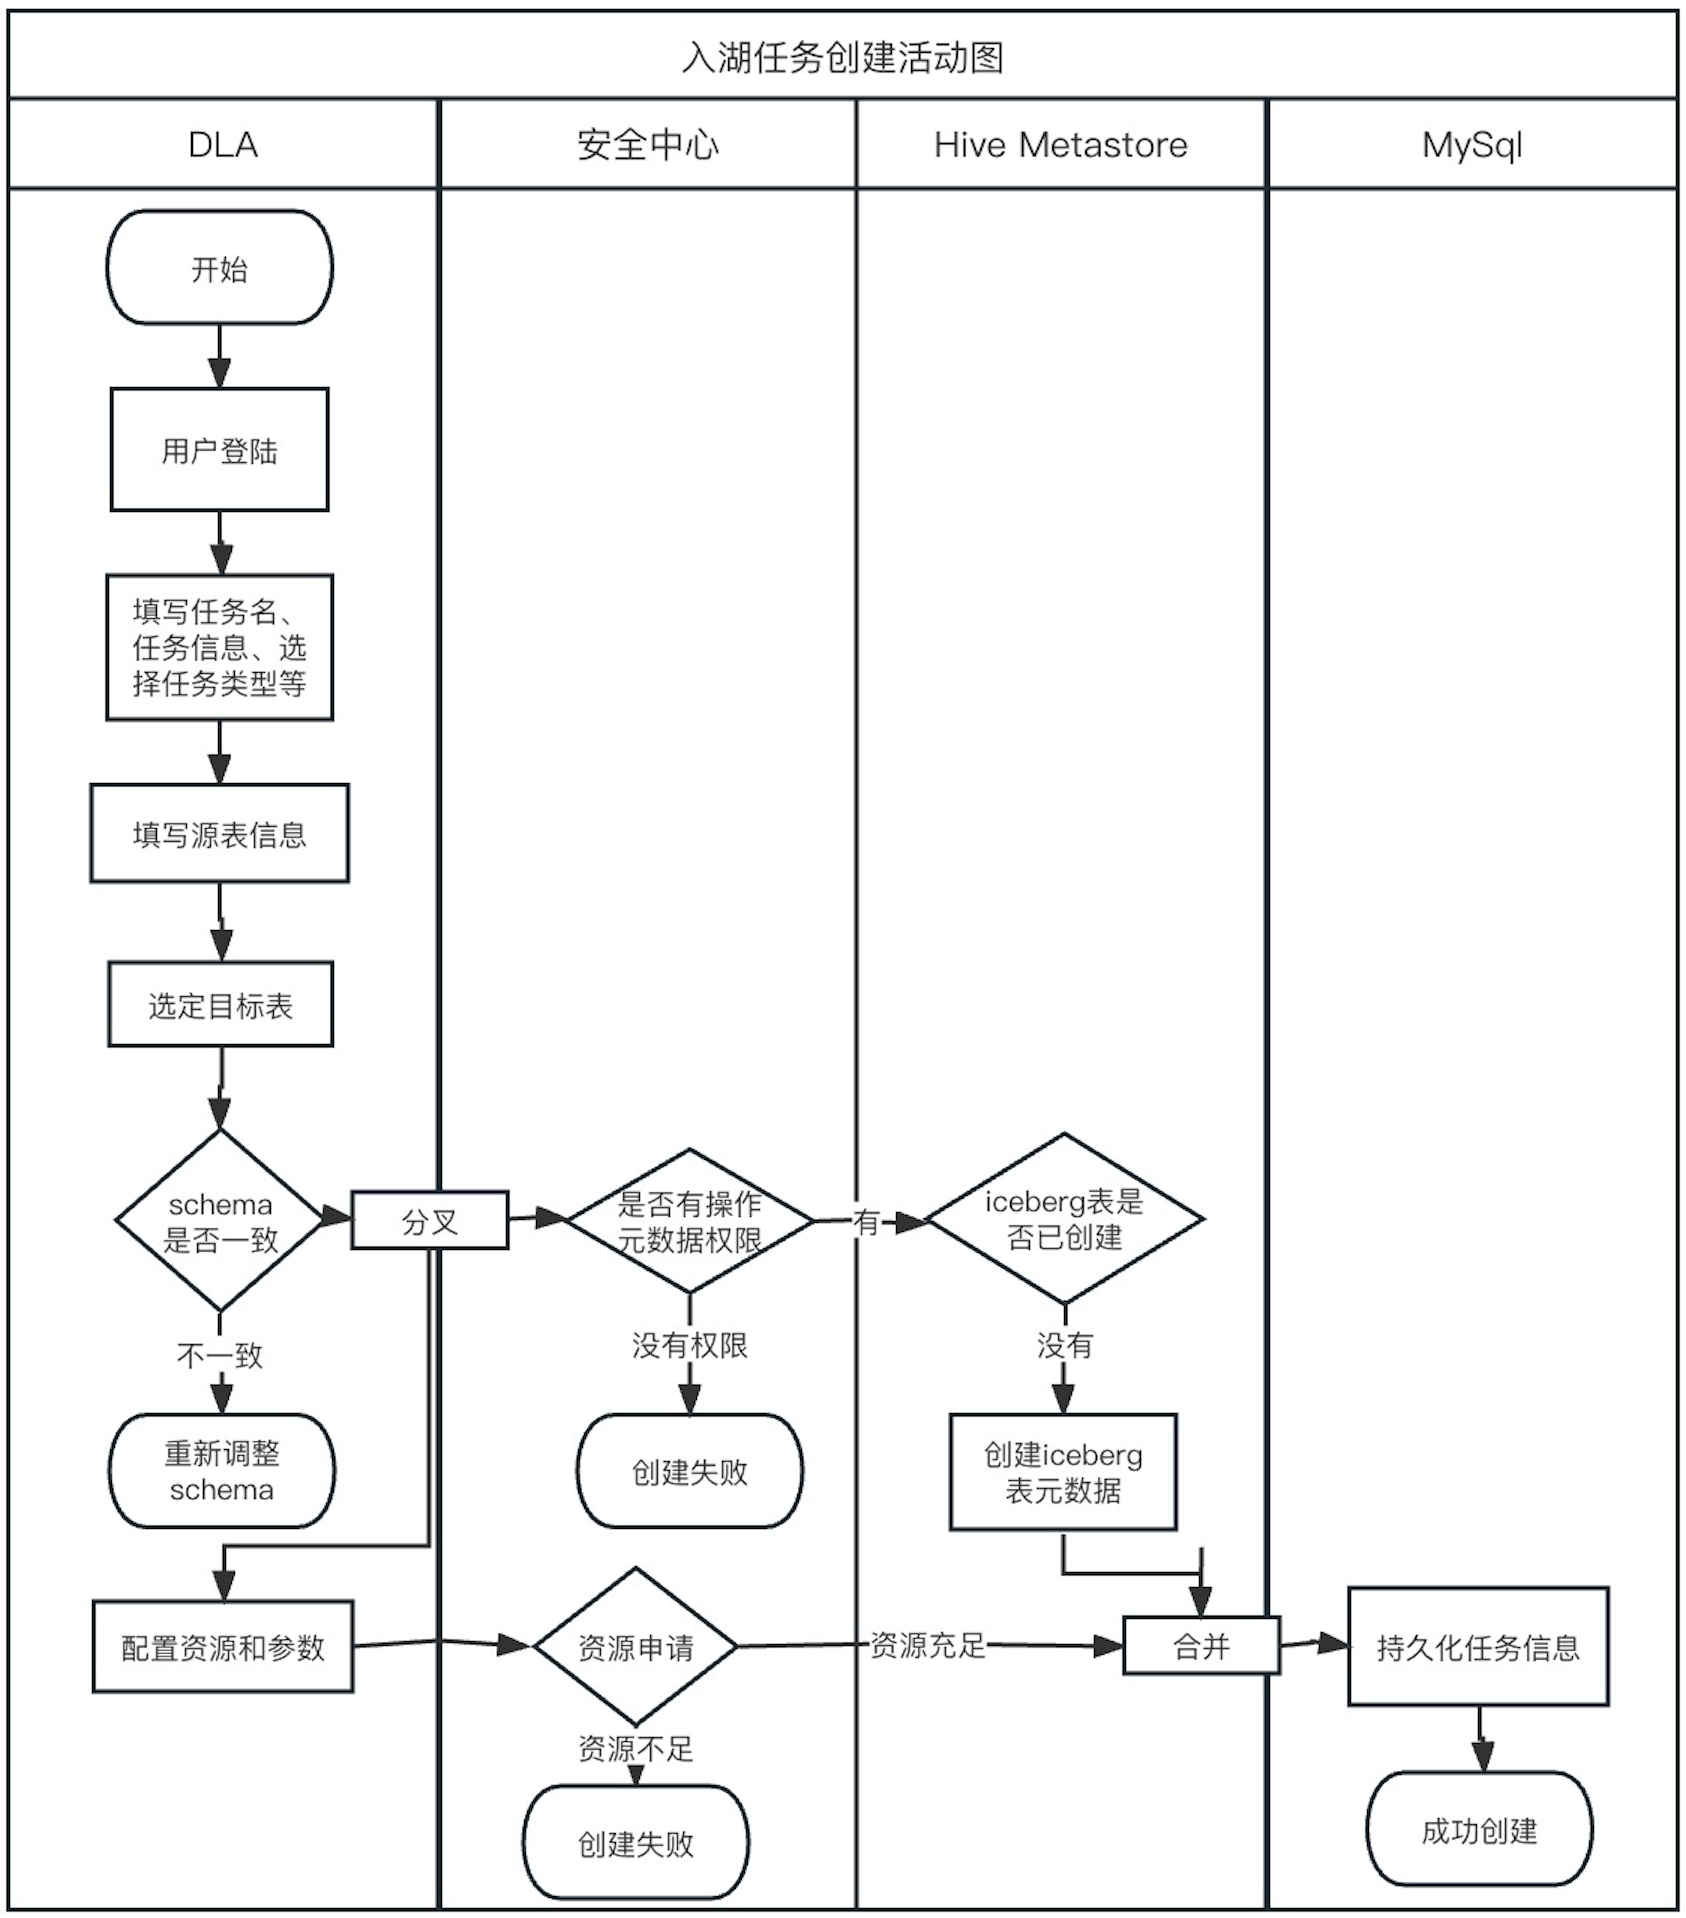 入湖任务创建活动图
DLA
安全中心
Hive Metastore
MySql
开始
用户登陆
填写任务名、
任务信息、选
择任务类型等
填写源表信息
选定目标表
schema
是否一致
分叉
是否有操作
元数据权限
有
iceberg表是
否已创建
不一致
没有权限
没有
重新调整
schema
创建失败
创建iceberg
表元数据
配置资源和参数
资源申请
资源充足
合并
持久化任务信息
资源不足
创建失败
成功创建